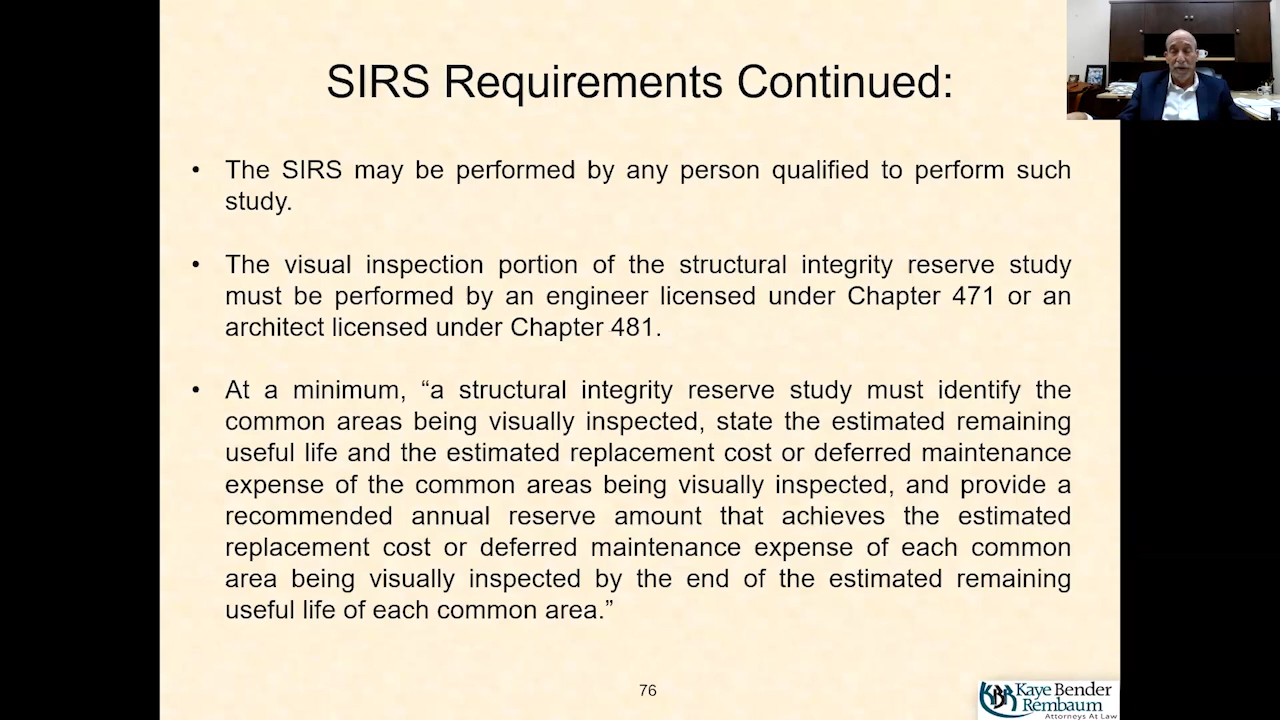 SIRS Requirements Continued:
• The SIRS may be performed by any person qualified to perform such
study.
• The visual inspection portion of the structural integrity reserve study
must be performed by an engineer licensed under Chapter 471 or an
architect licensed under Chapter 481.
• At a minimum, “a structural integrity reserve study must identify the
common areas being visually inspected, state the estimated remaining
useful life and the estimated replacement cost or deferred maintenance
expense of the common areas being visually inspected, and provide a
recommended annual reserve amount that achieves the estimated
replacement cost or deferred maintenance expense of each common
area being visually inspected by the end of the estimated remaining
useful life of each common area.”
76
KBR Kaye Bender
Rembaum
Attorneys At Law